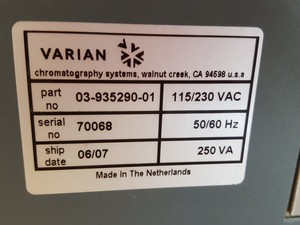 VARIAN
chromatography systems, walnut creek, CA 94598 u.s.a
part no 03-935290-01 115/230 VAC
serial no 70068 50/60 Hz
ship date 06/07 250 VA
Made In The Netherlands